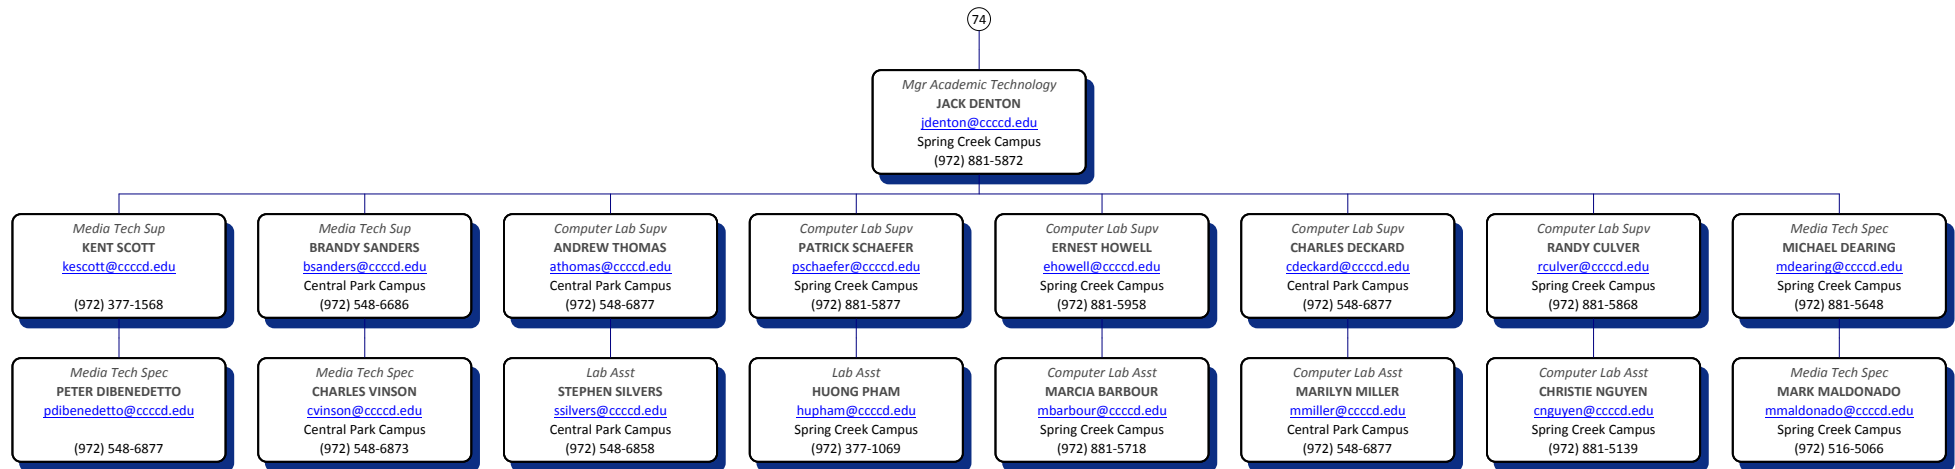 74
Mgr Academic Technology
JACK DENTON
jdenton@ccccd.edu
Spring Creek Campus
(972) 881-5872
Media Tech Sup
KENT SCOTT
kescott@ccccd.edu
(972) 377-1568
Media Tech Sup
BRANDY SANDERS
bsanders@ccccd.edu
Central Park Campus
(972) 548-6686
Computer Lab Supv
ANDREW THOMAS
athomas@ccccd.edu
Central Park Campus
(972) 548-6877
Computer Lab Supv
PATRICK SCHAEFER
pschaefer@ccccd.edu
Spring Creek Campus
(972) 881-5877
Computer Lab Supv
ERNEST HOWELL
ehowell@ccccd.edu
Spring Creek Campus
(972) 881-5958
Computer Lab Supv
CHARLES DECKARD
cdeckard@ccccd.edu
Central Park Campus
(972) 548-6877
Computer Lab Supv
RANDY CULVER
rculver@ccccd.edu
Spring Creek Campus
(972) 881-5868
Media Tech Spec
MICHAEL DEARING
mdearing@ccccd.edu
Spring Creek Campus
(972) 881-5648
Media Tech Spec
PETER DIBENEDETTO
pdibenedetto@ccccd.edu
(972) 548-6877
Media Tech Spec
CHARLES VINSON
cvinson@ccccd.edu
Central Park Campus
(972) 548-6873
Lab Asst
STEPHEN SILVERS
ssilvers@ccccd.edu
Central Park Campus
(972) 548-6858
Lab Asst
HUONG PHAM
hupham@ccccd.edu
Spring Creek Campus
(972) 377-1069
Computer Lab Asst
MARCIA BARBOUR
mbarbour@ccccd.edu
Spring Creek Campus
(972) 881-5718
Computer Lab Asst
MARILYN MILLER
mmiller@ccccd.edu
Central Park Campus
(972) 548-6877
Computer Lab Asst
CHRISTIE NGUYEN
cnguyen@ccccd.edu
Spring Creek Campus
(972) 881-5139
Media Tech Spec
MARK MALDONADO
mmaldonado@ccccd.edu
Spring Creek Campus
(972) 516-5066